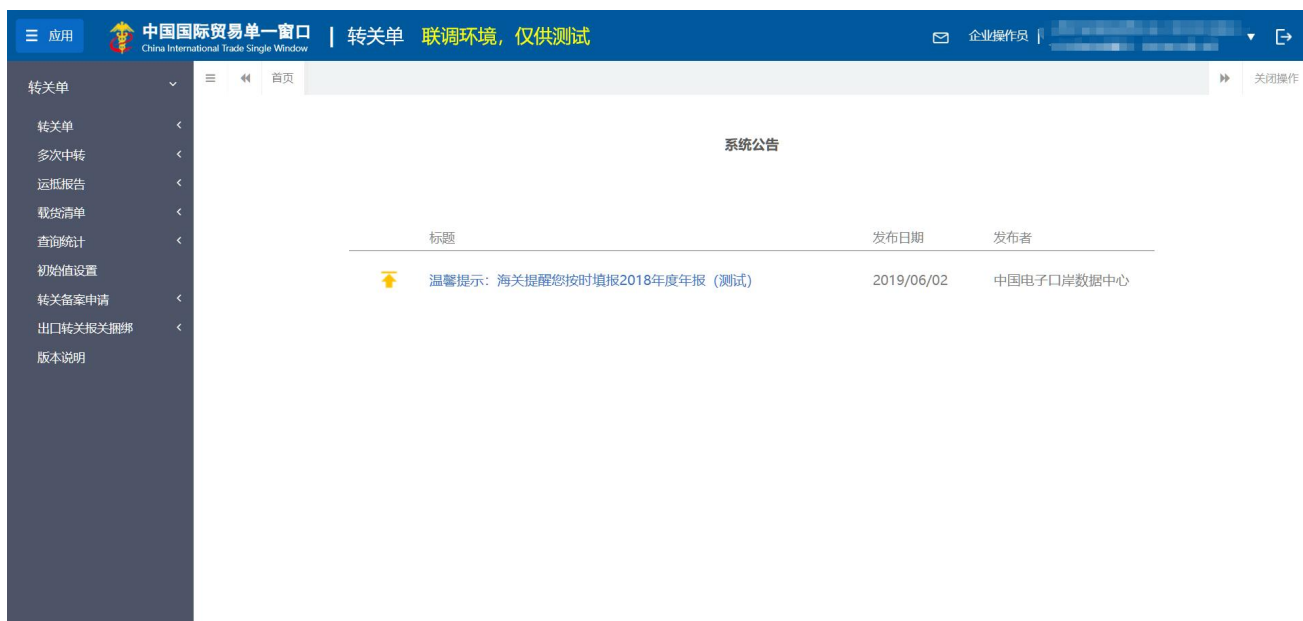 应用
中国国际贸易单一窗口
China International Trade Single Window
转关单 联调环境，仅供测试
企业操作员
转关单
首页
关闭操作
转关单
多次中转
运抵报告
载货清单
查询统计
初始值设置
转关备案申请
出口转关报关捆绑
版本说明
系统公告
标题 发布日期 发布者
温馨提示：海关提醒您按时填报2018年度年报（测试） 2019/06/02 中国电子口岸数据中心